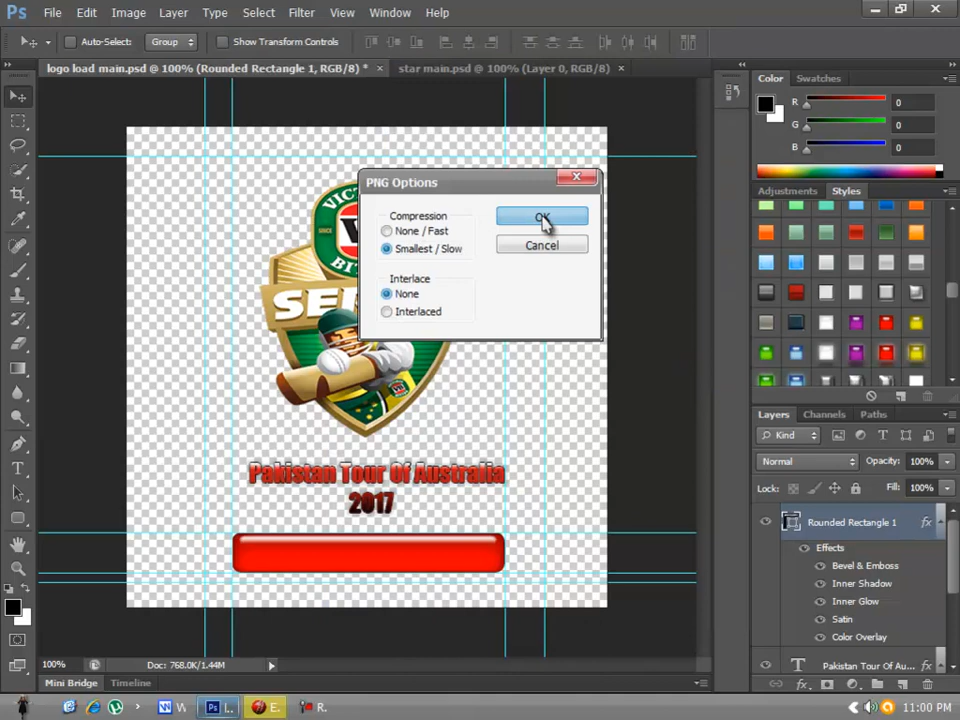 Ps File Edit Image Layer Type Select Filter View Window Help
Auto-Select: Group Show Transform Controls
logo load main.psd @ 100% (Rounded Rectangle 1, RGB/8) * × star main.psd @ 100% (Layer 0, RGB/8) ×
Color Swatches
R 0
G 0
B 0
Adjustments Styles
PNG Options
Compression
None / Fast
Smallest / Slow
Interlace
None
Interlaced
OK
Cancel
SINCE
Pakistan Tour Of Australia
2017
Layers Channels Paths
Kind
Normal Opacity: 100%
Lock: Fill: 100%
Rounded Rectangle 1 fx
Effects
Bevel & Emboss
Inner Shadow
Inner Glow
Satin
Color Overlay
T Pakistan Tour Of Au... fx
100% Doc: 768.0K/1.44M
Mini Bridge Timeline
W Ps I.. E. R. 11:00 PM